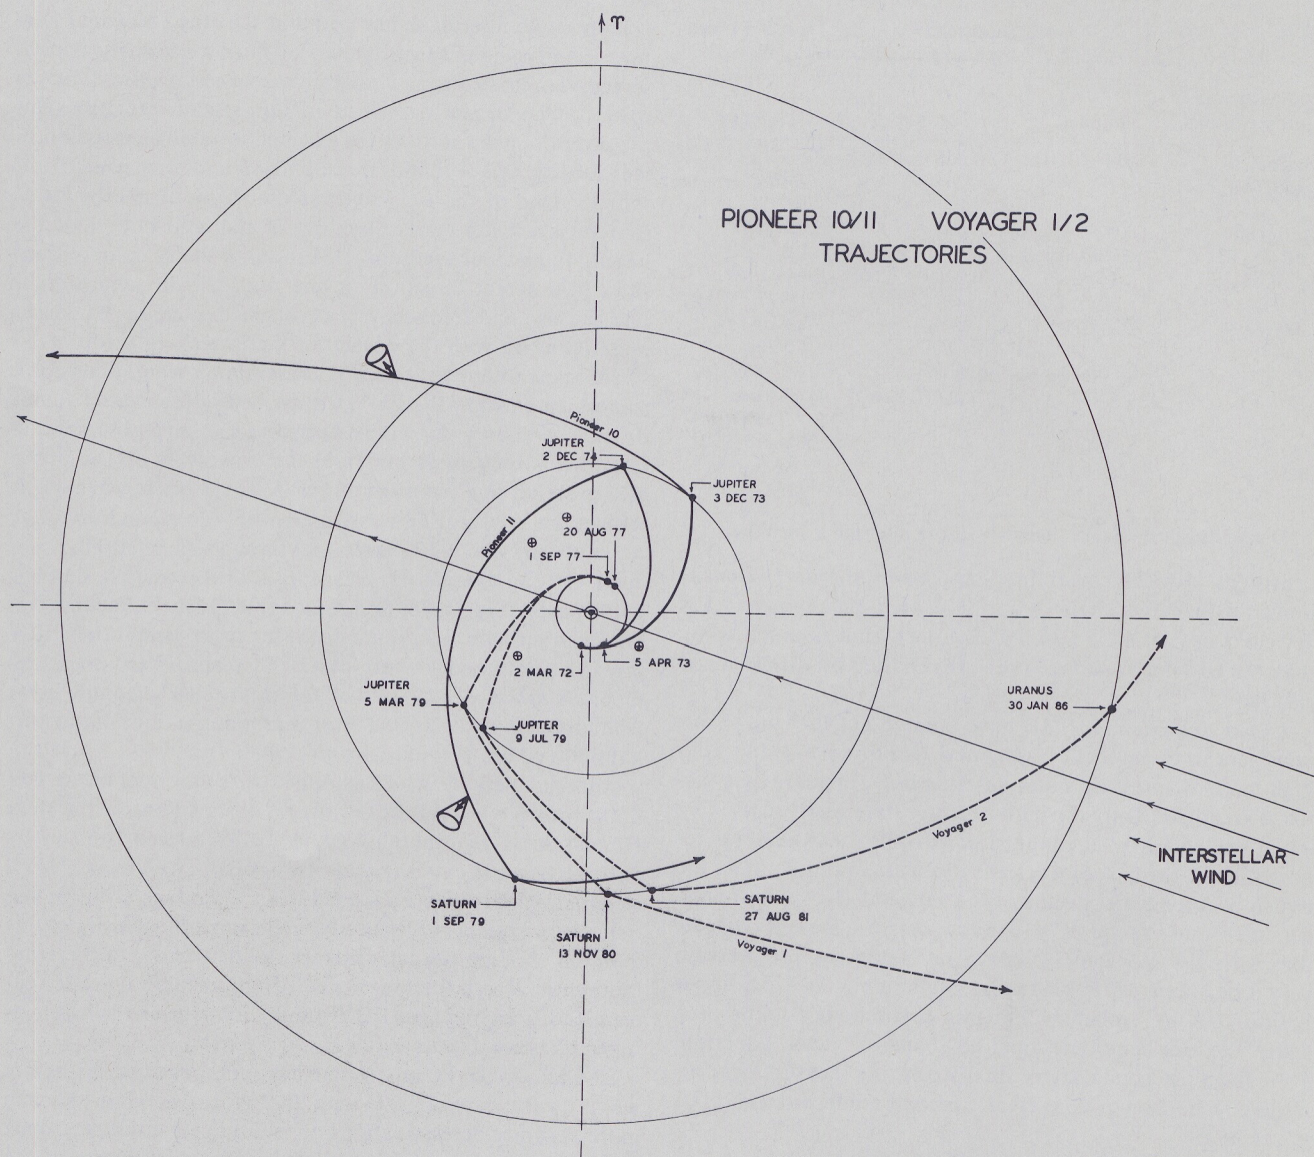 ♈
PIONEER 10/11 VOYAGER 1/2
TRAJECTORIES
Pioneer 10
JUPITER
2 DEC 74
JUPITER
3 DEC 73
Pioneer 11
20 AUG 77
1 SEP 77
2 MAR 72
5 APR 73
JUPITER
5 MAR 79
JUPITER
9 JUL 79
URANUS
30 JAN 86
Voyager 2
INTERSTELLAR
WIND
SATURN
1 SEP 79
SATURN
27 AUG 81
SATURN
13 NOV 80
Voyager 1